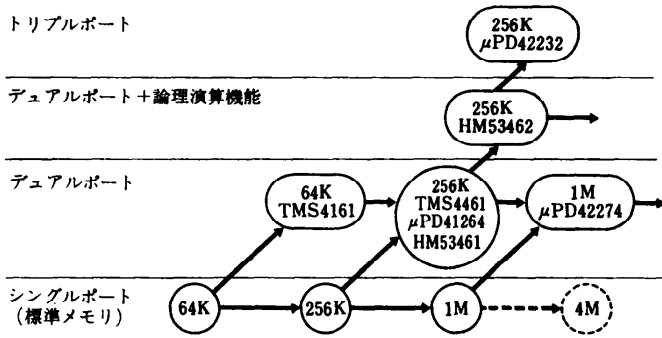 トリプルポート
256K
μPD42232
デュアルポート+論理演算機能
256K
HM53462
デュアルポート
64K
TMS4161
256K
TMS4461
μPD41264
HM53461
1M
μPD42274
シングルポート
(標準メモリ)
64K
256K
1M
4M